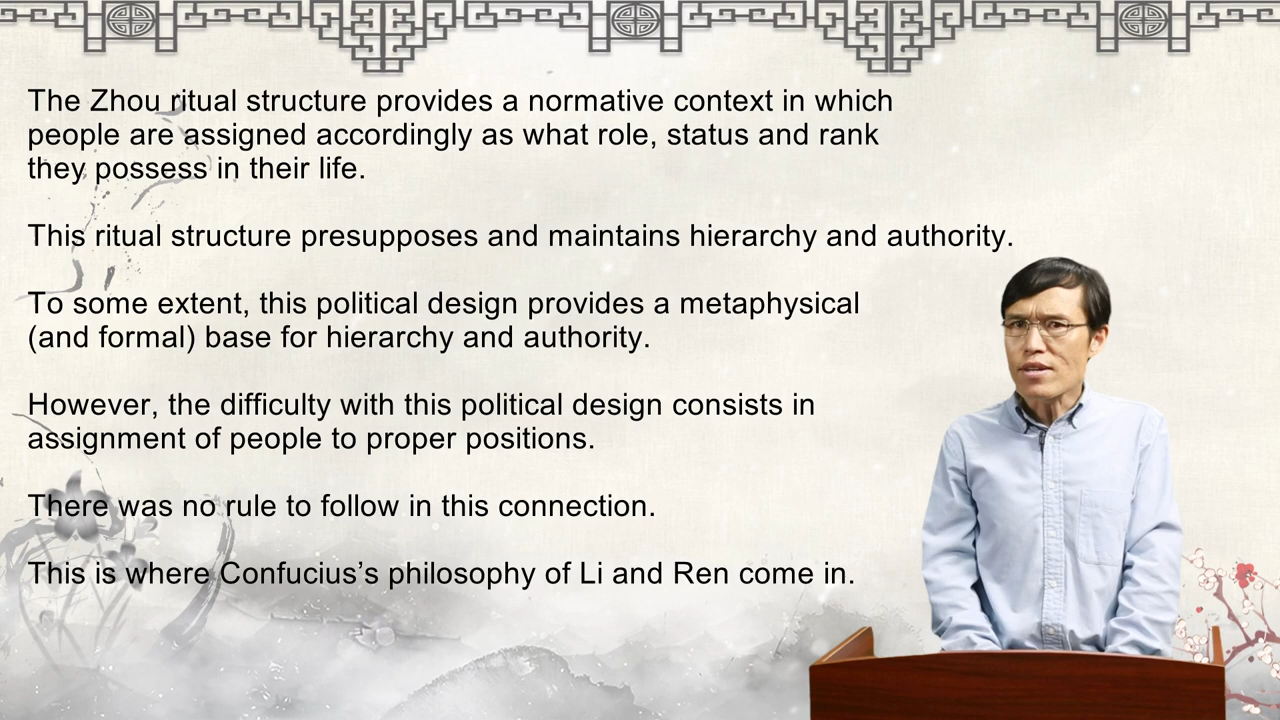 The Zhou ritual structure provides a normative context in which
people are assigned accordingly as what role, status and rank
they possess in their life.
This ritual structure presupposes and maintains hierarchy and authority.
To some extent, this political design provides a metaphysical
(and formal) base for hierarchy and authority.
However, the difficulty with this political design consists in
assignment of people to proper positions.
There was no rule to follow in this connection.
This is where Confucius’s philosophy of Li and Ren come in.